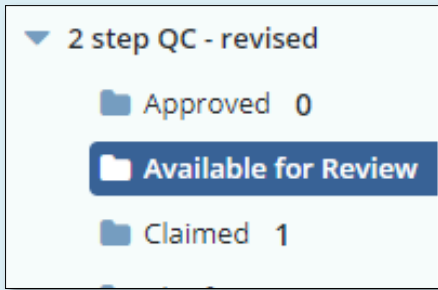 2 step QC - revised
Approved 0
Available for Review
Claimed 1